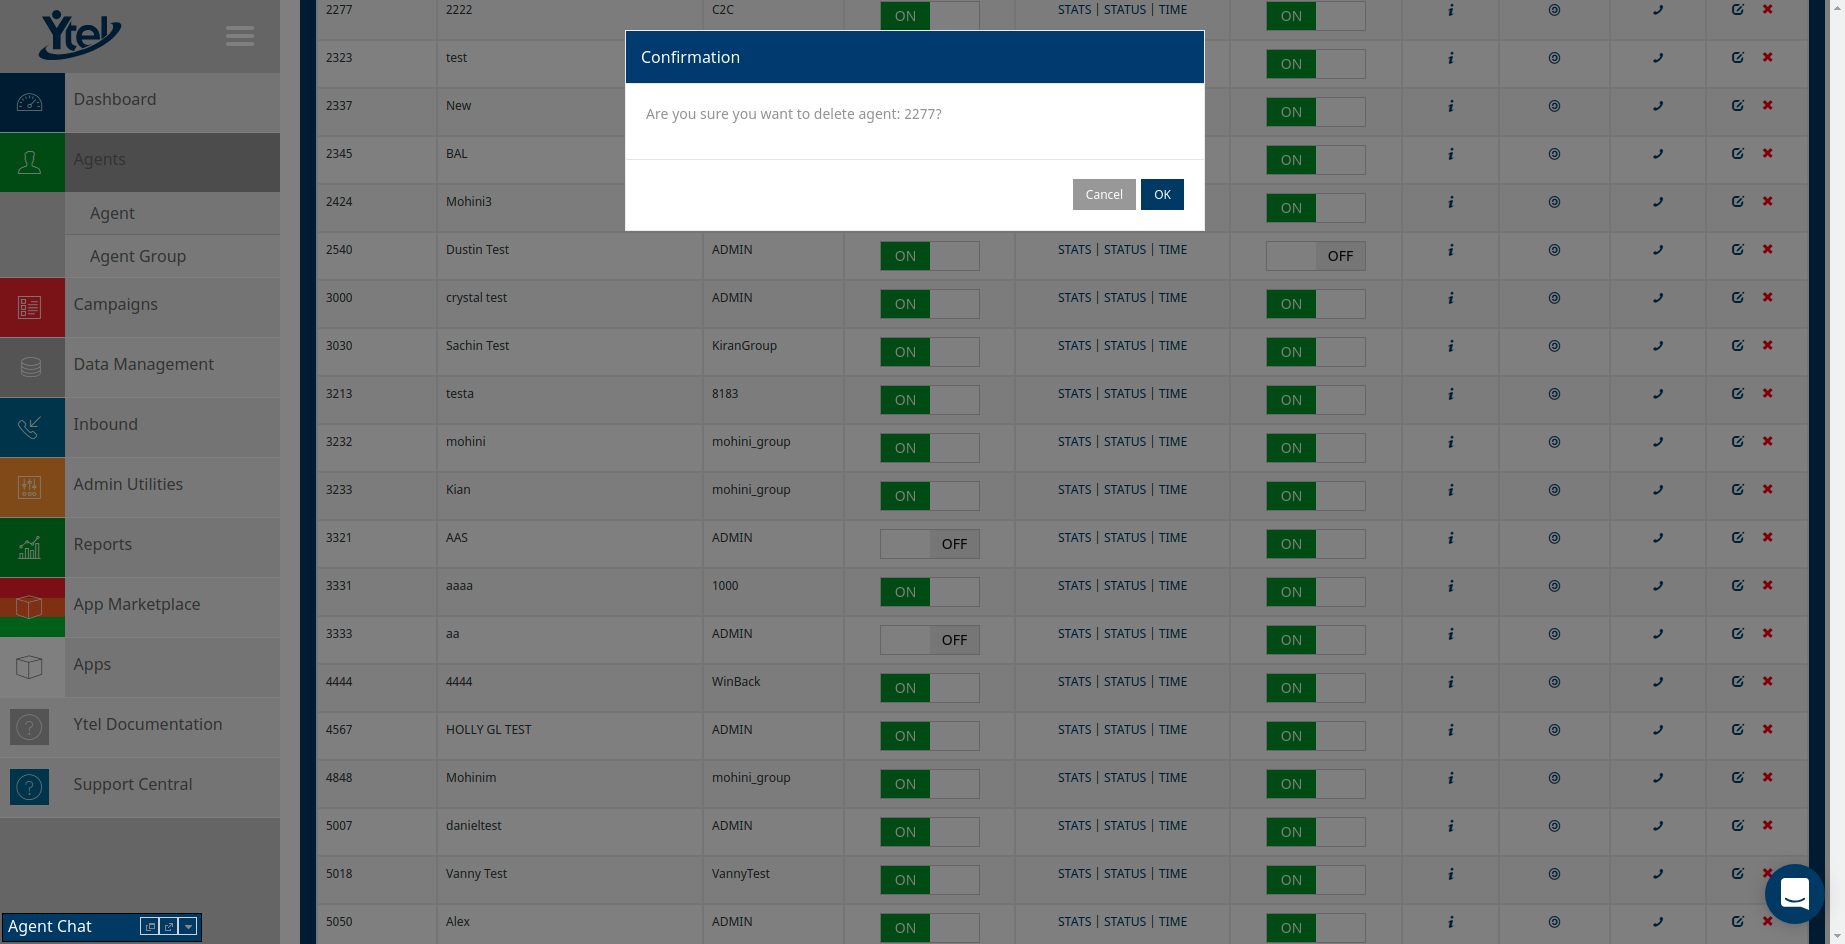 Ytel
Dashboard
Agents
Agent
Agent Group
Campaigns
Data Management
Inbound
Admin Utilities
Reports
App Marketplace
Apps
Ytel Documentation
Support Central
Agent Chat
Confirmation
Are you sure you want to delete agent: 2277?
Cancel OK
2277 2222 C2C ON STATS | STATUS | TIME ON
2323 test ON
2337 New ON
2345 BAL ON
2424 Mohini3 ON
2540 Dustin Test ADMIN ON STATS | STATUS | TIME OFF
3000 crystal test ADMIN ON STATS | STATUS | TIME ON
3030 Sachin Test KiranGroup ON STATS | STATUS | TIME ON
3213 testa 8183 ON STATS | STATUS | TIME ON
3232 mohini mohini_group ON STATS | STATUS | TIME ON
3233 Kian mohini_group ON STATS | STATUS | TIME ON
3321 AAS ADMIN OFF STATS | STATUS | TIME ON
3331 aaaa 1000 ON STATS | STATUS | TIME ON
3333 aa ADMIN OFF STATS | STATUS | TIME ON
4444 4444 WinBack ON STATS | STATUS | TIME ON
4567 HOLLY GL TEST ADMIN ON STATS | STATUS | TIME ON
4848 Mohinim mohini_group ON STATS | STATUS | TIME ON
5007 danieltest ADMIN ON STATS | STATUS | TIME ON
5018 Vanny Test VannyTest ON STATS | STATUS | TIME ON
5050 Alex ADMIN ON STATS | STATUS | TIME ON